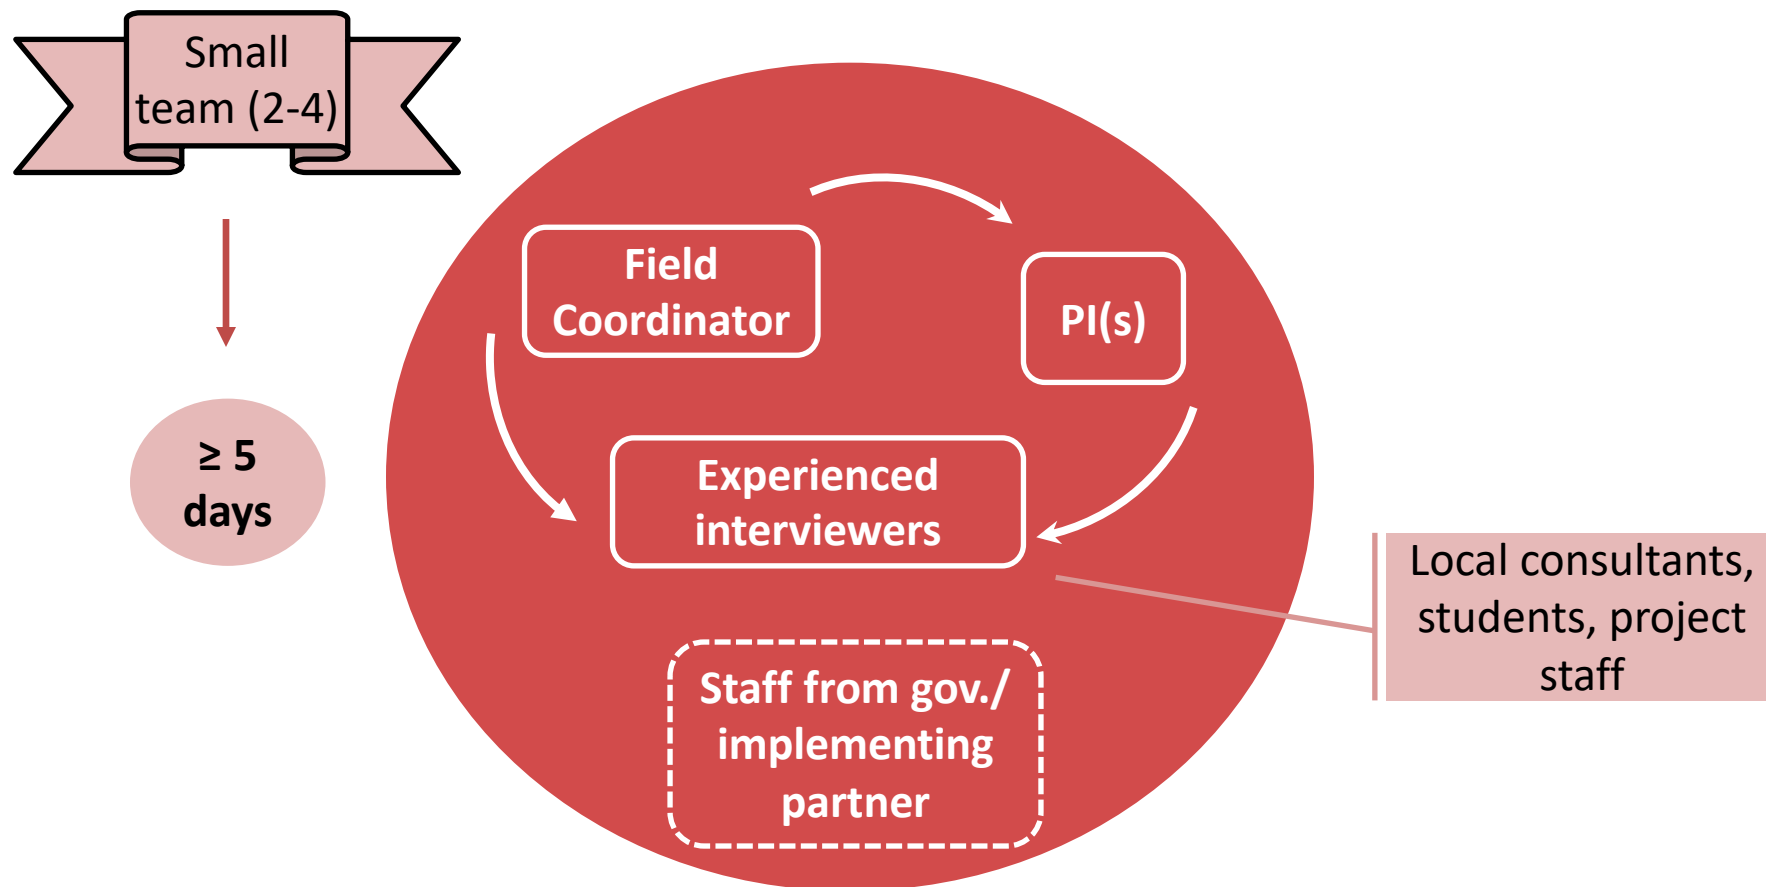 Small
team (2-4)
≥ 5
days
Field
Coordinator
PI(s)
Experienced
interviewers
Staff from gov./
implementing
partner
Local consultants,
students, project
staff